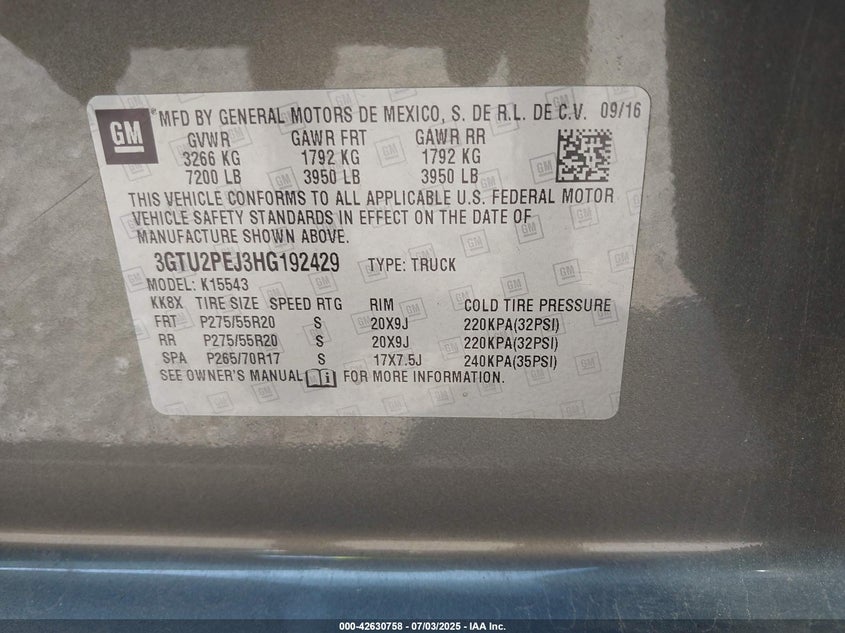 GM
MFD BY GENERAL MOTORS DE MEXICO, S. DE R.L. DE C.V. 09/16
GVWR GAWR FRT GAWR RR
3266 KG 1792 KG 1792 KG
7200 LB 3950 LB 3950 LB
THIS VEHICLE CONFORMS TO ALL APPLICABLE U.S. FEDERAL MOTOR
VEHICLE SAFETY STANDARDS IN EFFECT ON THE DATE OF
MANUFACTURE SHOWN ABOVE.
3GTU2PEJ3HG192429 TYPE: TRUCK
MODEL: K15543
KK8X TIRE SIZE SPEED RTG RIM COLD TIRE PRESSURE
FRT P275/55R20 S 20X9J 220KPA(32PSI)
RR P275/55R20 S 20X9J 220KPA(32PSI)
SPA P265/70R17 S 17X7.5J 240KPA(35PSI)
SEE OWNER'S MANUAL FOR MORE INFORMATION.
000-42630758 - 07/03/2025 - IAA Inc.